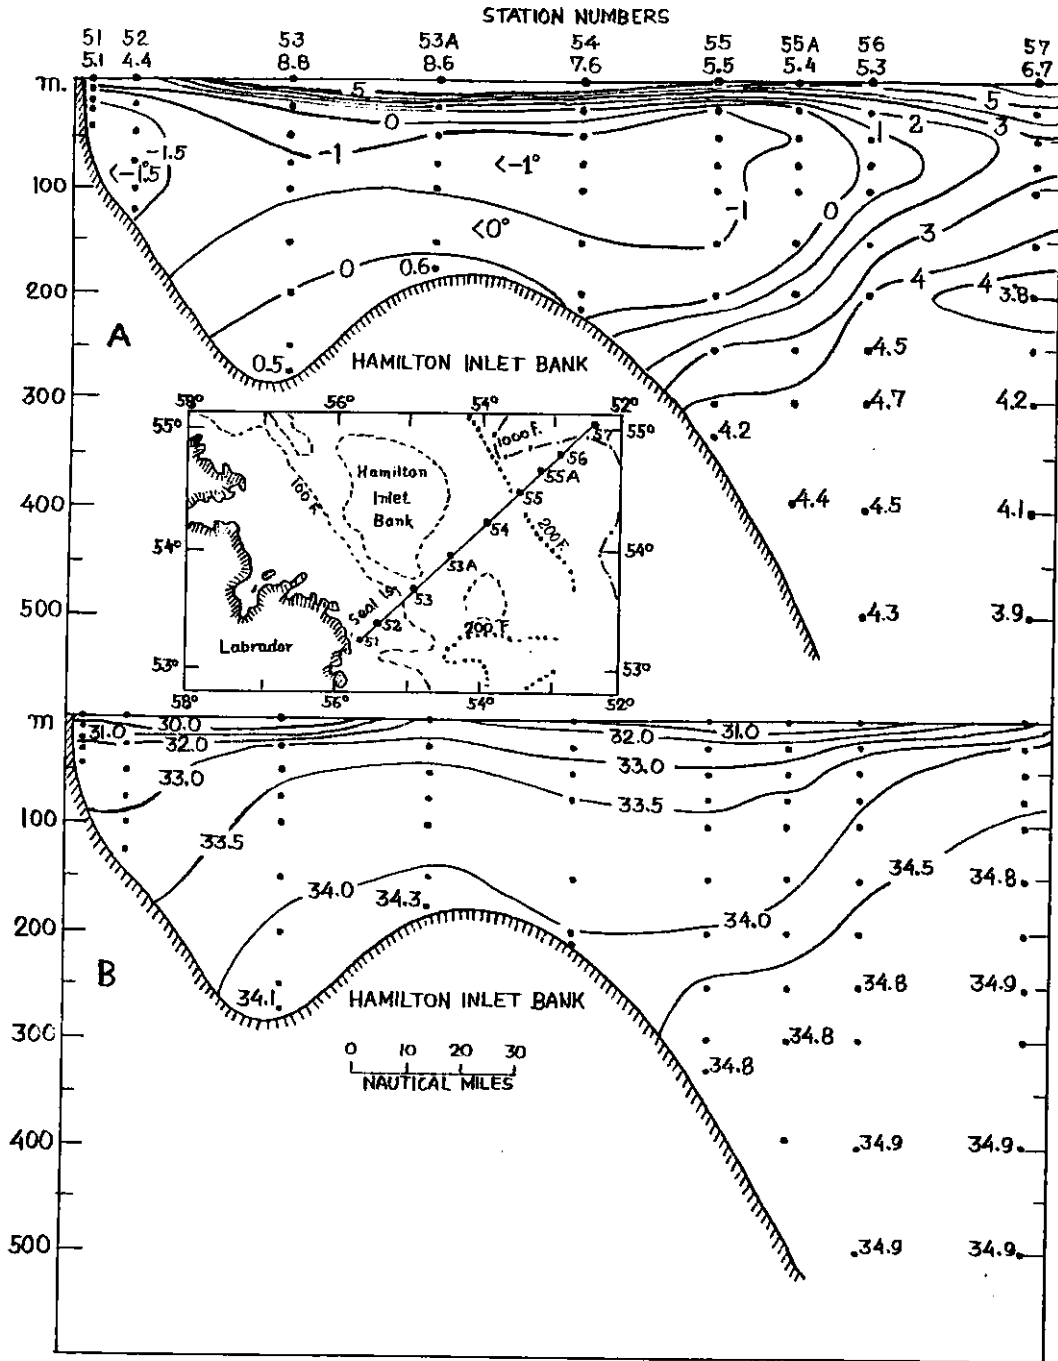 STATION NUMBERS
51 52 53 53A 54 55 55A 56 57
5.1 4.4 8.8 8.6 7.6 5.5 5.4 5.3 6.7
m.
5 5
0 1 2 3
-1 -1.5 <-1°
100 <-1.5
-1 0
<0° 3
0 0.6 4
200 4 3.8
A
0.5 HAMILTON INLET BANK 4.5
300 4.7 4.2
4.2
400 4.4 4.5 4.1
500 4.3 3.9
58° 56° 54° 52°
55° 1000 F. 57 55°
Hamilton 56
Inlet 55A
Bank 55
100 F. 54 200 F.
54° 53A 54°
53
Seal Is.
52 200 F.
Labrador 51
53° 53°
58° 56° 54° 52°
m
31.0 30.0 32.0 31.0
32.0 33.0
33.0 33.5
100
33.5
34.5
34.0 34.3 34.0 34.8
200
B
34.1 HAMILTON INLET BANK 34.8 34.9
300 34.8
0 10 20 30
34.8
NAUTICAL MILES
400 34.9 34.9
500 34.9 34.9